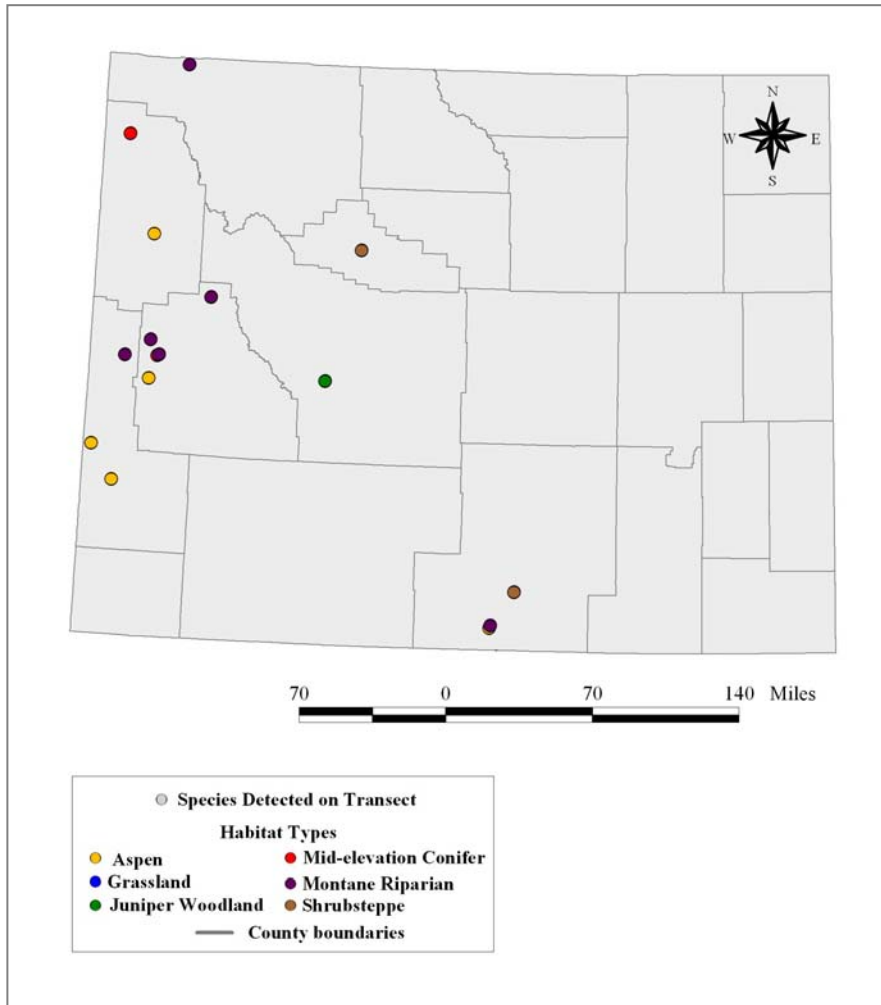 N
W E
S
70 0 70 140 Miles
Species Detected on Transect
Habitat Types
Aspen Mid-elevation Conifer
Grassland Montane Riparian
Juniper Woodland Shrubsteppe
County boundaries